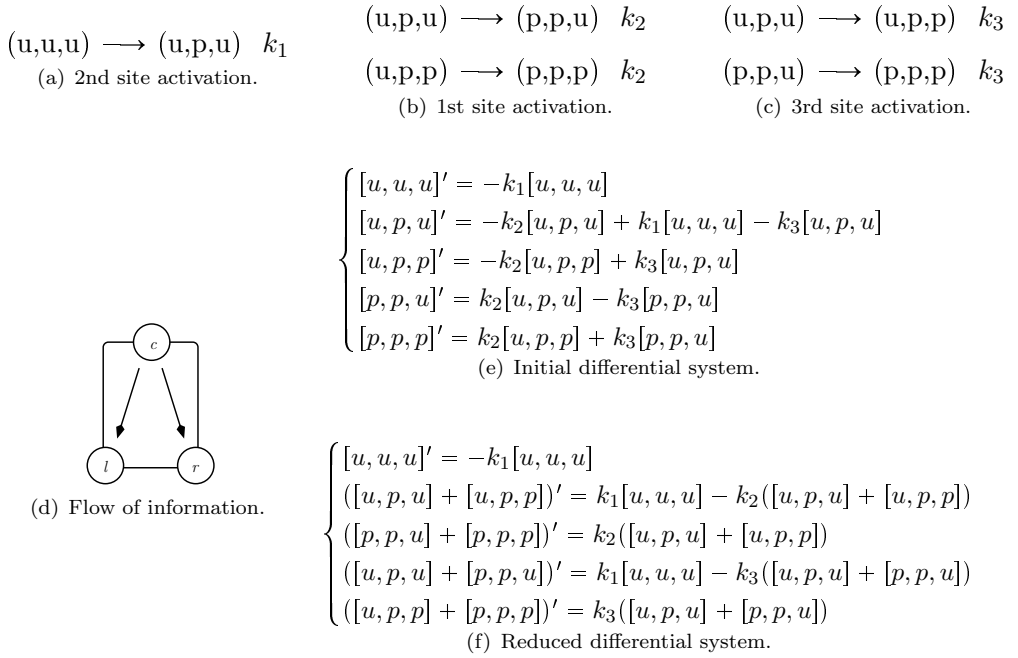 (u,u,u) ⟶ (u,p,u) k₁
(a) 2nd site activation.
(u,p,u) ⟶ (p,p,u) k₂
(u,p,p) ⟶ (p,p,p) k₂
(b) 1st site activation.
(u,p,u) ⟶ (u,p,p) k₃
(p,p,u) ⟶ (p,p,p) k₃
(c) 3rd site activation.
c
l r
(d) Flow of information.
[u, u, u]′ = −k₁[u, u, u]
[u, p, u]′ = −k₂[u, p, u] + k₁[u, u, u] − k₃[u, p, u]
[u, p, p]′ = −k₂[u, p, p] + k₃[u, p, u]
[p, p, u]′ = k₂[u, p, u] − k₃[p, p, u]
[p, p, p]′ = k₂[u, p, p] + k₃[p, p, u]
(e) Initial differential system.
[u, u, u]′ = −k₁[u, u, u]
([u, p, u] + [u, p, p])′ = k₁[u, u, u] − k₂([u, p, u] + [u, p, p])
([p, p, u] + [p, p, p])′ = k₂([u, p, u] + [u, p, p])
([u, p, u] + [p, p, u])′ = k₁[u, u, u] − k₃([u, p, u] + [p, p, u])
([u, p, p] + [p, p, p])′ = k₃([u, p, u] + [p, p, u])
(f) Reduced differential system.